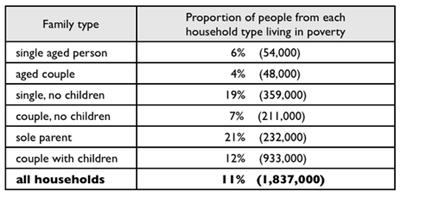 Family type
Proportion of people from each
household type living in poverty
single aged person 6% (54,000)
aged couple 4% (48,000)
single, no children 19% (359,000)
couple, no children 7% (211,000)
sole parent 21% (232,000)
couple with children 12% (933,000)
all households 11% (1,837,000)